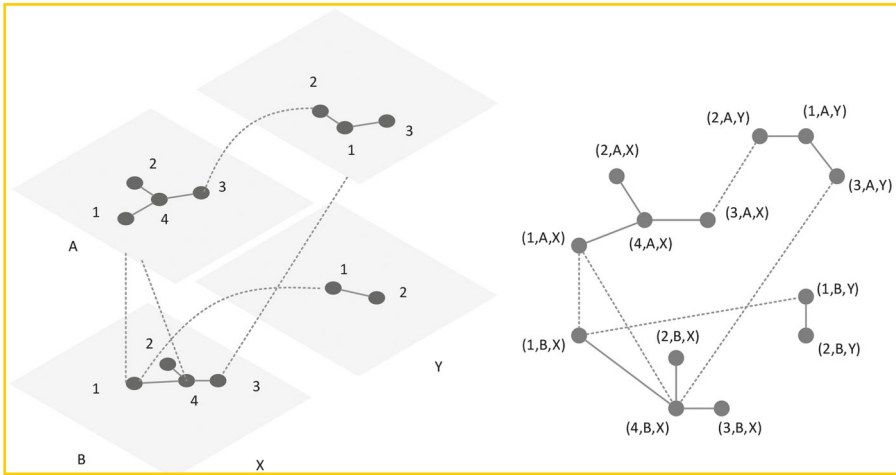 2
3
1
2
3
1
4
A
1
2
2
1
4
3
Y
B
X
(1,A,Y)
(2,A,Y)
(2,A,X)
(3,A,Y)
(3,A,X)
(4,A,X)
(1,A,X)
(1,B,Y)
(1,B,X)
(2,B,X)
(2,B,Y)
(4,B,X)
(3,B,X)